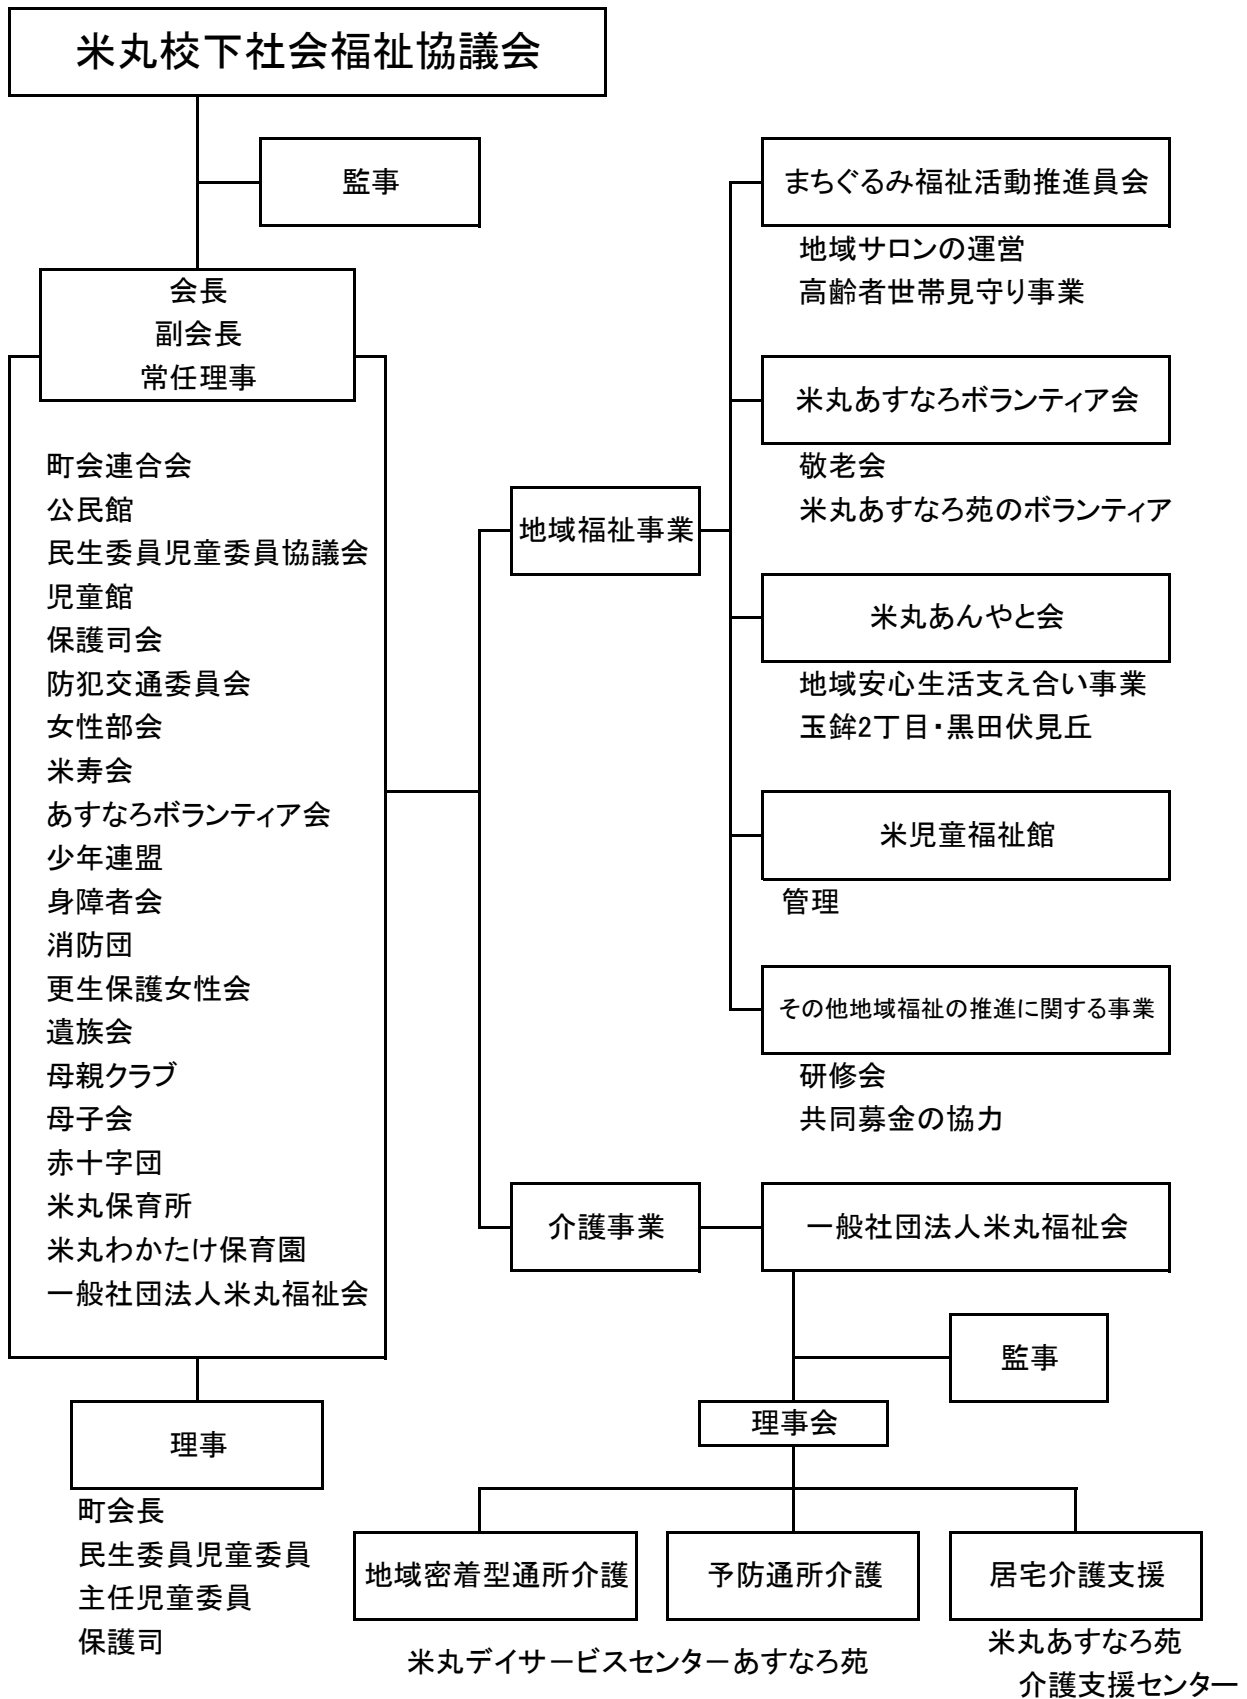 米丸校下社会福祉協議会
監事
会長
副会長
常任理事
町会連合会
公民館
民生委員児童委員協議会
児童館
保護司会
防犯交通委員会
女性部会
米寿会
あすなろボランティア会
少年連盟
身障者会
消防団
更生保護女性会
遺族会
母親クラブ
母子会
赤十字団
米丸保育所
米丸わかたけ保育園
一般社団法人米丸福祉会
理事
町会長
民生委員児童委員
主任児童委員
保護司
地域福祉事業
まちぐるみ福祉活動推進員会
地域サロンの運営
高齢者世帯見守り事業
米丸あすなろボランティア会
敬老会
米丸あすなろ苑のボランティア
米丸あんやと会
地域安心生活支え合い事業
玉鉾2丁目・黒田伏見丘
米児童福祉館
管理
その他地域福祉の推進に関する事業
研修会
共同募金の協力
介護事業
一般社団法人米丸福祉会
監事
理事会
地域密着型通所介護
予防通所介護
米丸デイサービスセンターあすなろ苑
居宅介護支援
米丸あすなろ苑
介護支援センター